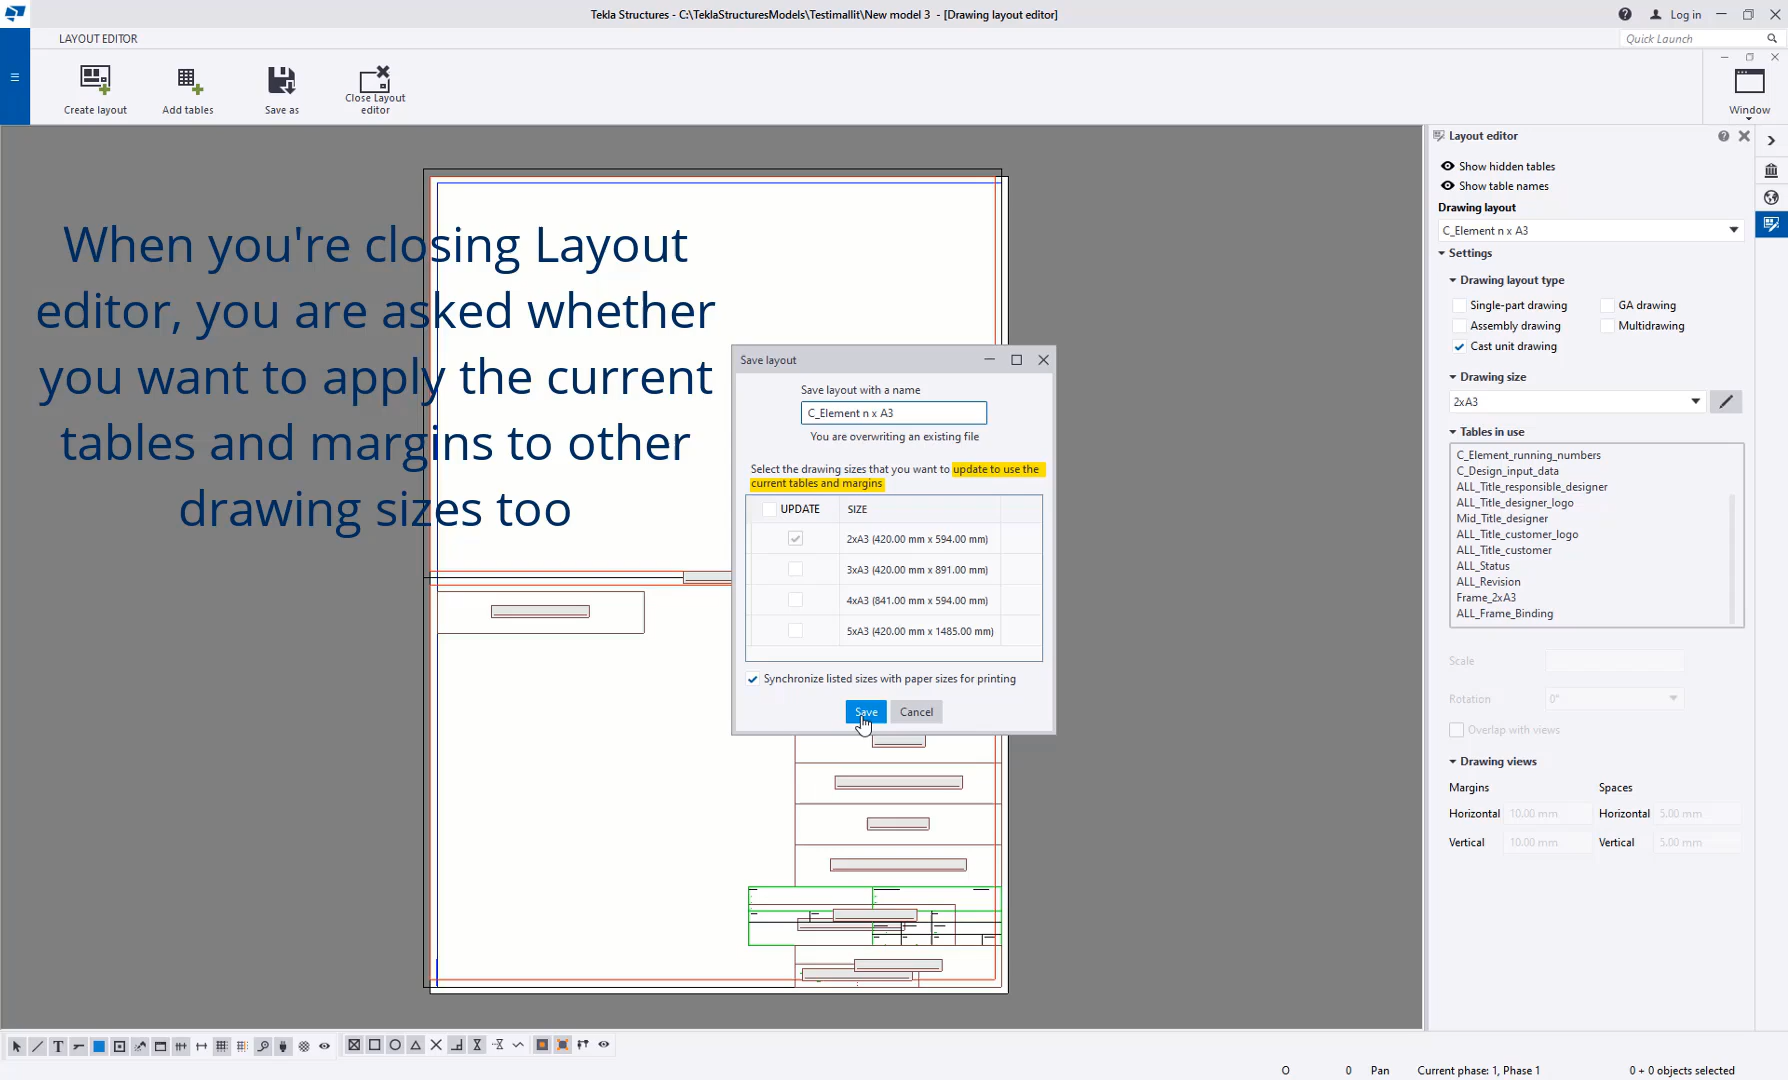 Tekla Structures - C:\TeklaStructuresModels\Testimallit\New model 3 - [Drawing layout editor]
Log in
LAYOUT EDITOR
Quick Launch
Create layout
Add tables
Save as
Close Layout
editor
Window
Layout editor
Show hidden tables
Show table names
Drawing layout
C_Element n x A3
Settings
Drawing layout type
Single-part drawing
GA drawing
Assembly drawing
Multidrawing
Cast unit drawing
Drawing size
2xA3
Tables in use
C_Element_running_numbers
C_Design_input_data
ALL_Title_responsible_designer
ALL_Title_designer_logo
Mid_Title_designer
ALL_Title_customer_logo
ALL_Title_customer
ALL_Status
ALL_Revision
Frame_2xA3
ALL_Frame_Binding
Scale
Rotation
0°
Overlap with views
Drawing views
Margins
Spaces
Horizontal
10.00 mm
Horizontal
5.00 mm
Vertical
10.00 mm
Vertical
5.00 mm
When you're closing Layout
editor, you are asked whether
you want to apply the current
tables and margins to other
drawing sizes too
Save layout
Save layout with a name
C_Element n x A3
You are overwriting an existing file
Select the drawing sizes that you want to update to use the
current tables and margins
UPDATE
SIZE
2xA3 (420.00 mm x 594.00 mm)
3xA3 (420.00 mm x 891.00 mm)
4xA3 (841.00 mm x 594.00 mm)
5xA3 (420.00 mm x 1485.00 mm)
Synchronize listed sizes with paper sizes for printing
Save
Cancel
O
0
Pan
Current phase: 1, Phase 1
0 + 0 objects selected